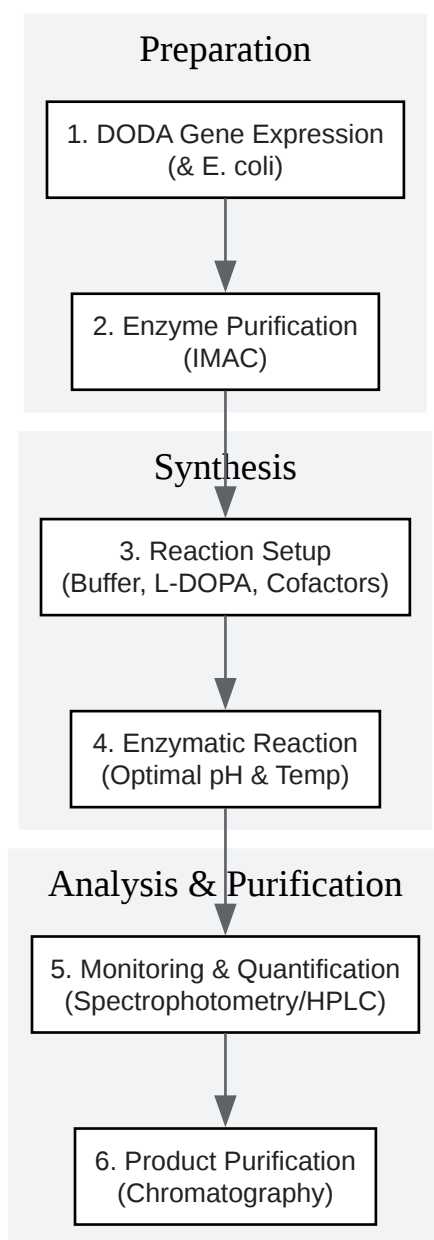 Preparation
1. DODA Gene Expression
(& E. coli)
2. Enzyme Purification
(IMAC)
Synthesis
3. Reaction Setup
(Buffer, L-DOPA, Cofactors)
4. Enzymatic Reaction
(Optimal pH & Temp)
Analysis & Purification
5. Monitoring & Quantification
(Spectrophotometry/HPLC)
6. Product Purification
(Chromatography)